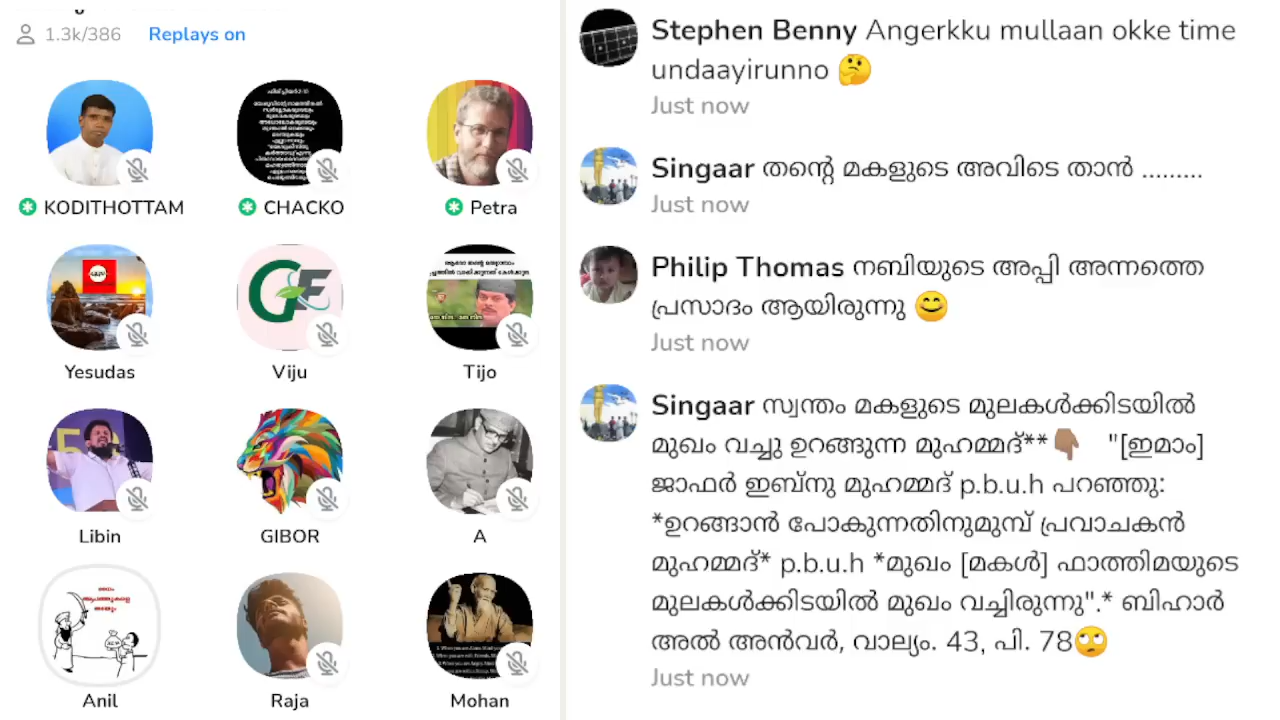 1.3k/386 Replays on
KODITHOTTAM
CHACKO
Petra
Yesudas
Viju
Tijo
Libin
GIBOR
A
Anil
Raja
Mohan
Stephen Benny Angerkku mullaan okke time
undaayirunno 🤔
Just now
Singaar തന്റെ മകളുടെ അവിടെ താൻ .........
Just now
Philip Thomas നബിയുടെ അപ്പി അന്നത്തെ
പ്രസാദം ആയിരുന്നു 😊
Just now
Singaar സ്വന്തം മകളുടെ മുലകൾക്കിടയിൽ
മുഖം വച്ചു ഉറങ്ങുന്ന മുഹമ്മദ്**👇🏽 "[ഇമാം]
ജാഫർ ഇബ്നു മുഹമ്മദ് p.b.u.h പറഞ്ഞു:
*ഉറങ്ങാൻ പോകുന്നതിനുമുമ്പ് പ്രവാചകൻ
മുഹമ്മദ്* p.b.u.h *മുഖം [മകൾ] ഫാത്തിമയുടെ
മുലകൾക്കിടയിൽ മുഖം വച്ചിരുന്നു".* ബിഹാർ
അൽ അൻവർ, വാല്യം. 43, പി. 78🙄
Just now